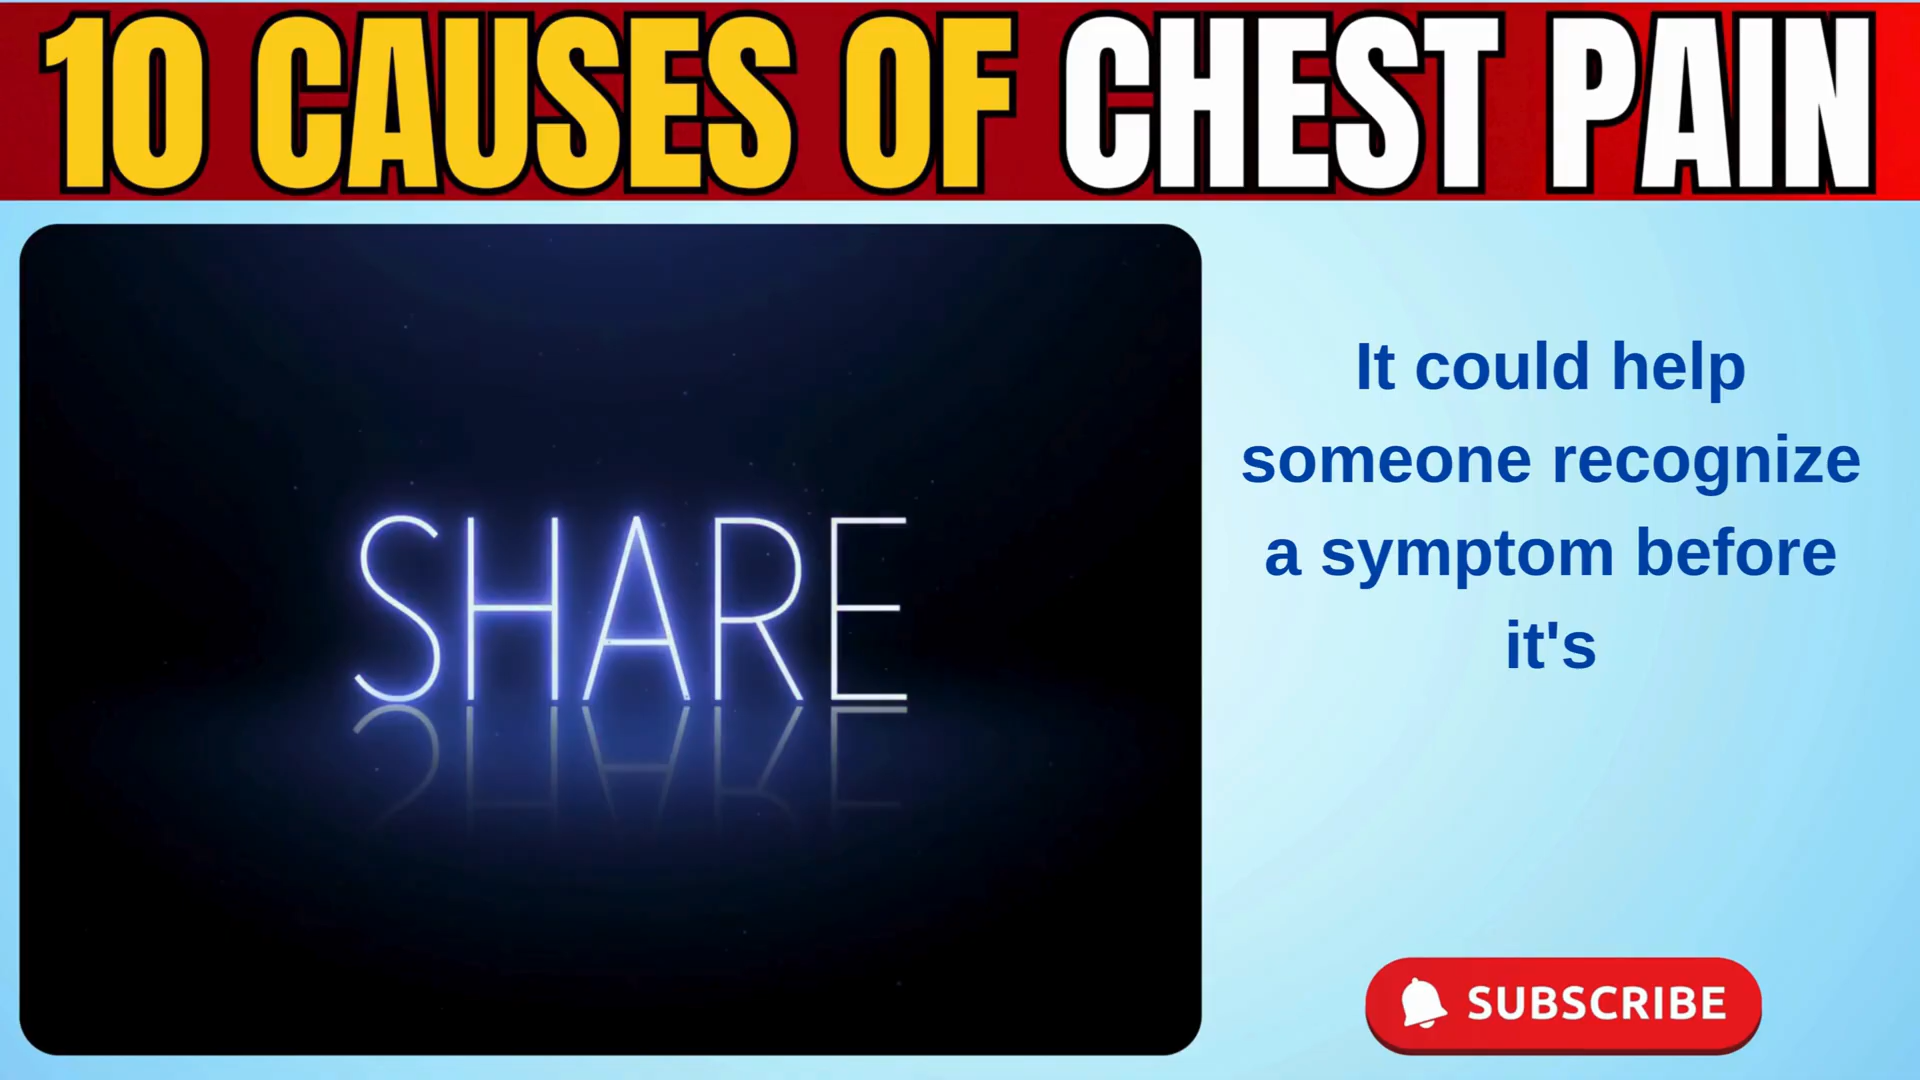 10 CAUSES OF CHEST PAIN
SHARE
It could help
someone recognize
a symptom before
it's
SUBSCRIBE